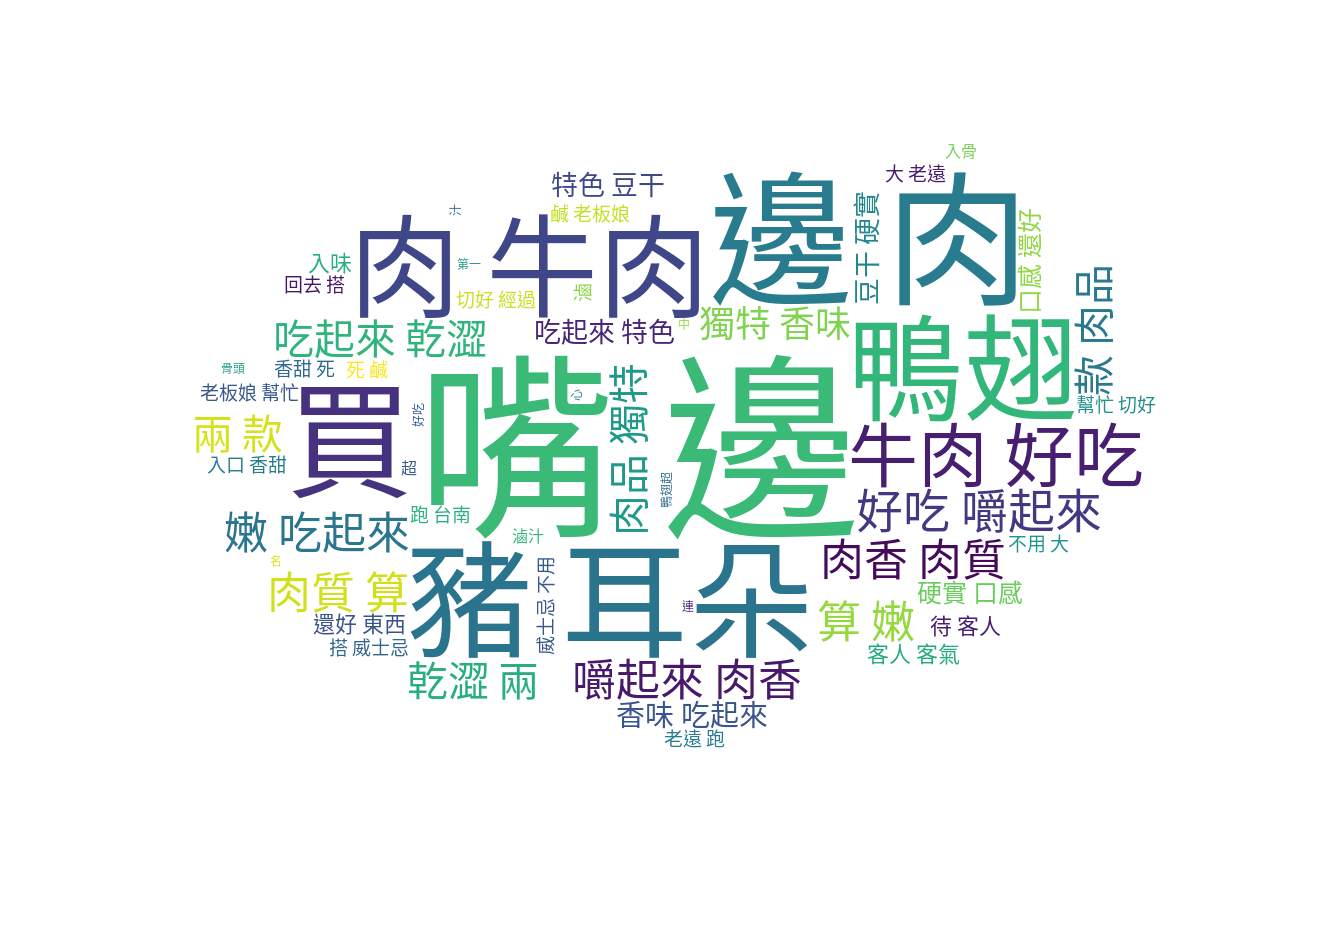 入骨
大 老遠
特色 豆干
邊 肉
肉 牛肉
鹹 老板娘
豆干 硬實
口感 還好
入味
第一
回去 搭
切好 經過
滷
款 肉品
獨特 香味
吃起來 乾澀
吃起來 特色
中
鴨翅
骨頭
香甜 死
死 鹹
老板娘 幫忙
買
嘴 邊
心
肉品 獨特
幫忙 切好
好吃
兩 款
牛肉 好吃
入口 香甜
超
鴨翅超
好吃 嚼起來
跑 台南
嫩 吃起來
滷汁
不用 大
肉香 肉質
名
豬 耳朵
威士忌 不用
肉質 算
硬實 口感
連
算 嫩
還好 東西
待 客人
搭 威士忌
客人 客氣
乾澀 兩
嚼起來 肉香
香味 吃起來
老遠 跑